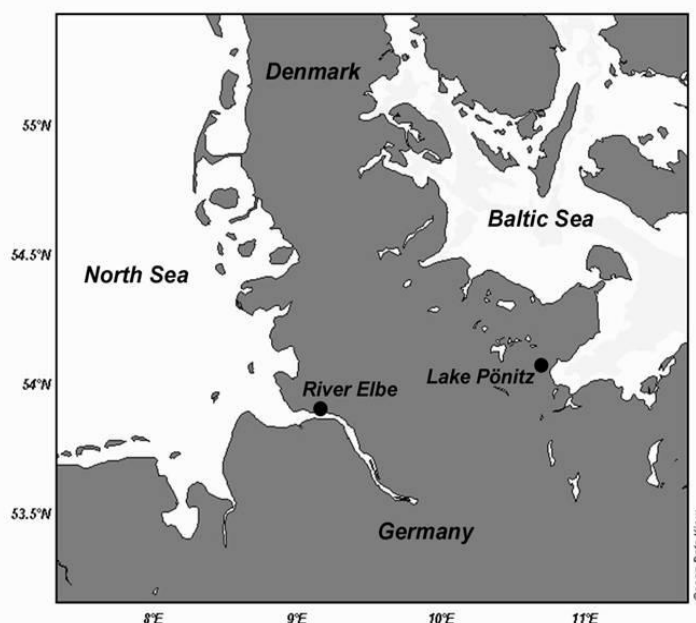 Denmark
55°N
Baltic Sea
54.5°N
North Sea
Lake Pönitz
54°N
River Elbe
53.5°N
Germany
8°E
9°E
10°E
11°E